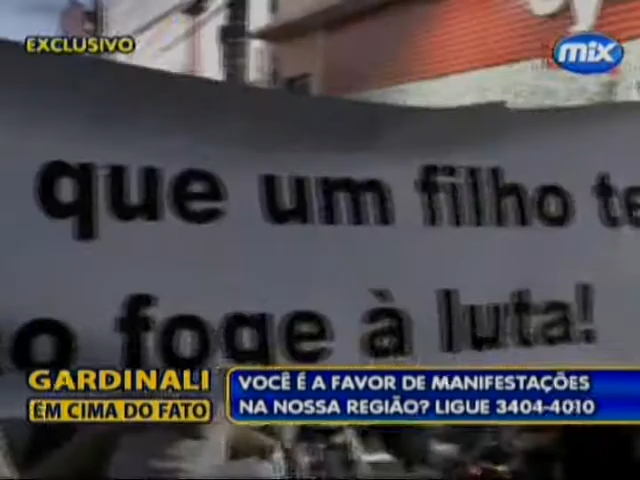 EXCLUSIVO
mix
que um filho te
o foge à luta!
GARDINALI
EM CIMA DO FATO
VOCÊ É A FAVOR DE MANIFESTAÇÕES
NA NOSSA REGIÃO? LIGUE 3404-4010